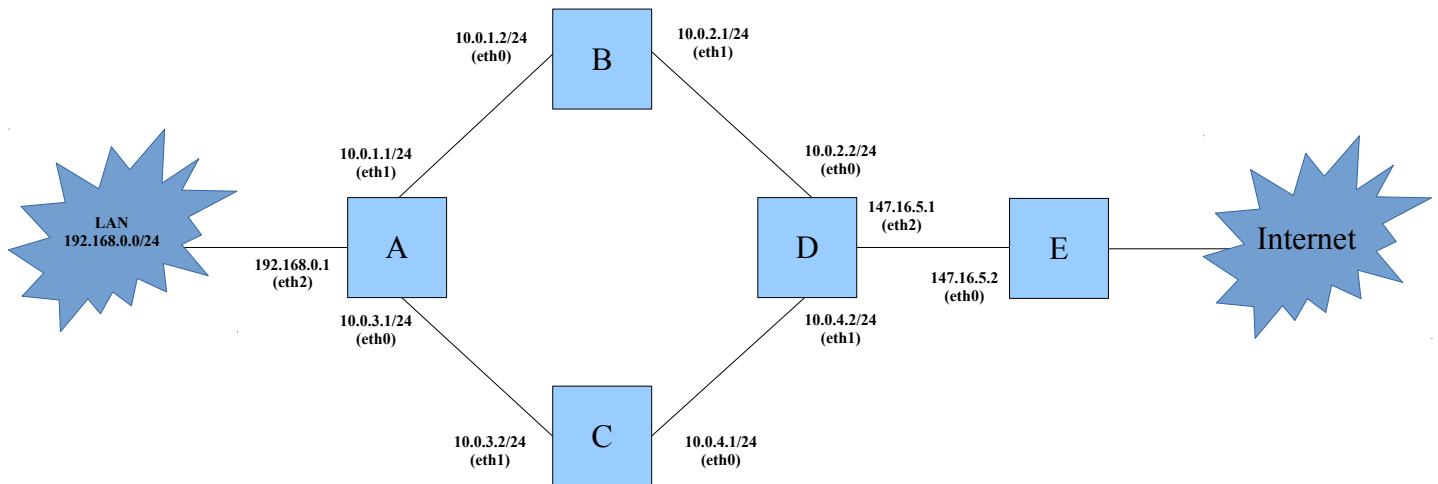 10.0.1.2/24
(eth0)
B
10.0.2.1/24
(eth1)
10.0.1.1/24
(eth1)
10.0.2.2/24
(eth0)
LAN
192.168.0.0/24
192.168.0.1
(eth2)
A
D
147.16.5.1
(eth2)
E
147.16.5.2
(eth0)
Internet
10.0.3.1/24
(eth0)
10.0.4.2/24
(eth1)
10.0.3.2/24
(eth1)
C
10.0.4.1/24
(eth0)